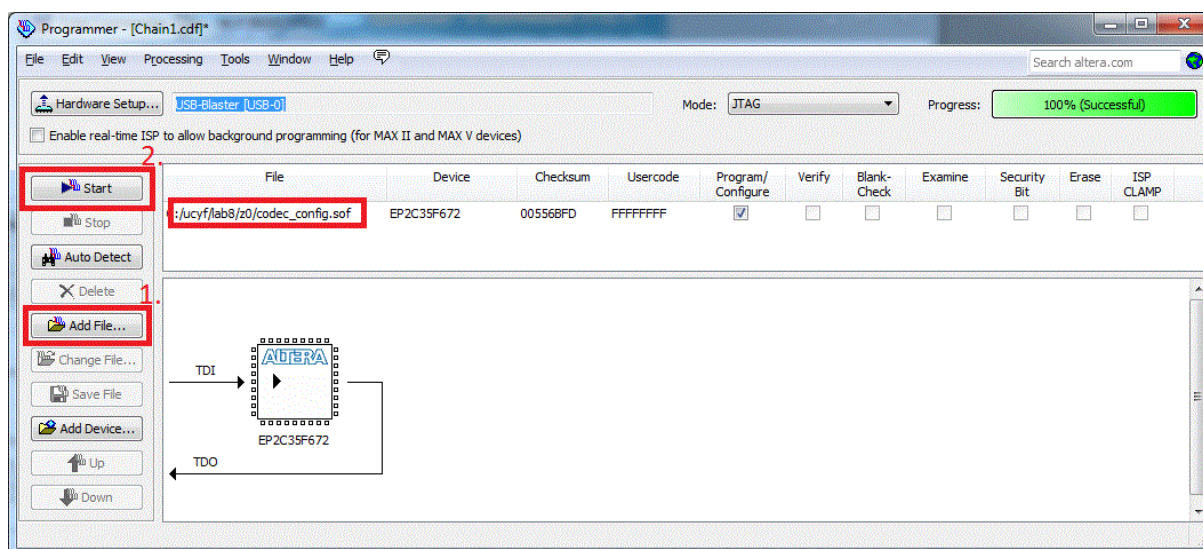 Programmer - [Chain1.cdf]*
File Edit View Processing Tools Window Help
Search altera.com
Hardware Setup... USB-Blaster [USB-0] Mode: JTAG Progress: 100% (Successful)
Enable real-time ISP to allow background programming (for MAX II and MAX V devices)
2.
Start
Stop
Auto Detect
Delete
1.
Add File...
Change File...
Save File
Add Device...
Up
Down
File Device Checksum Usercode Program/ Verify Blank- Examine Security Erase ISP
Configure Check Bit CLAMP
:/ucyf/lab8/z0/codec_config.sof EP2C35F672 00556BFD FFFFFFFF
ALTERA
TDI
EP2C35F672
TDO